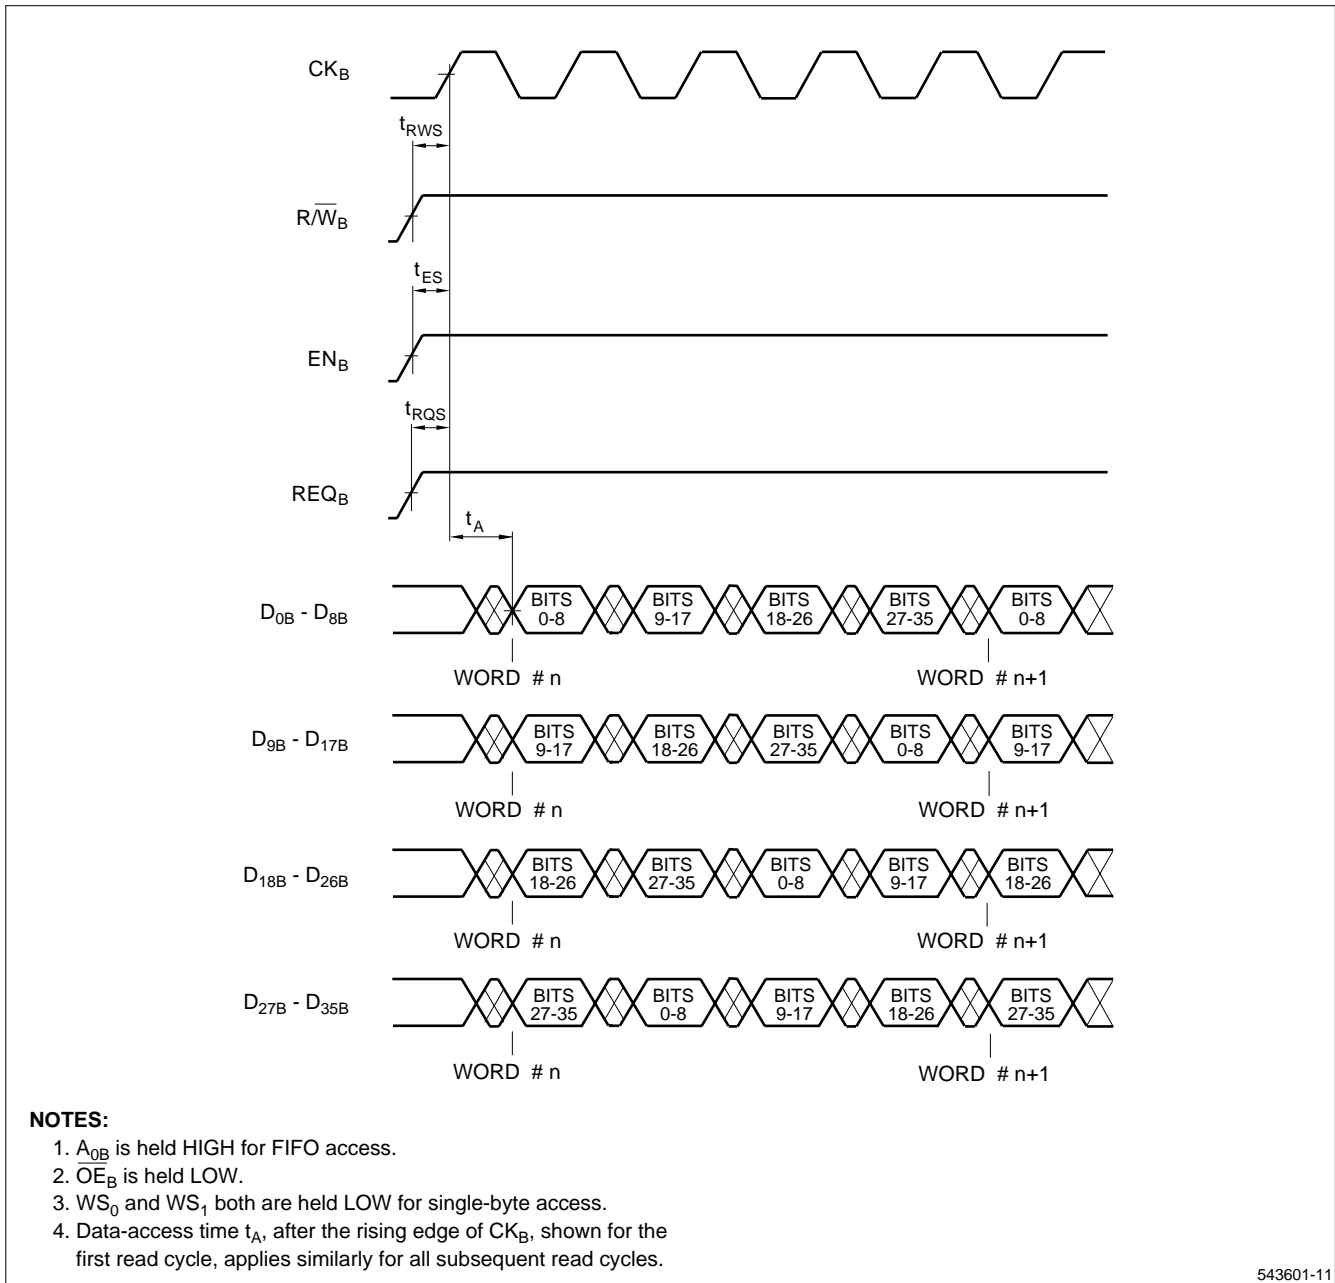 CKB
tRWS
R/W̅B
tES
ENB
tRQS
REQB
tA
D0B - D8B
BITS 0-8
BITS 9-17
BITS 18-26
BITS 27-35
BITS 0-8
WORD # n
WORD # n+1
D9B - D17B
BITS 9-17
BITS 18-26
BITS 27-35
BITS 0-8
BITS 9-17
WORD # n
WORD # n+1
D18B - D26B
BITS 18-26
BITS 27-35
BITS 0-8
BITS 9-17
BITS 18-26
WORD # n
WORD # n+1
D27B - D35B
BITS 27-35
BITS 0-8
BITS 9-17
BITS 18-26
BITS 27-35
WORD # n
WORD # n+1
NOTES:
1. A0B is held HIGH for FIFO access.
2. O̅E̅B is held LOW.
3. WS0 and WS1 both are held LOW for single-byte access.
4. Data-access time tA, after the rising edge of CKB, shown for the
first read cycle, applies similarly for all subsequent read cycles.
543601-11